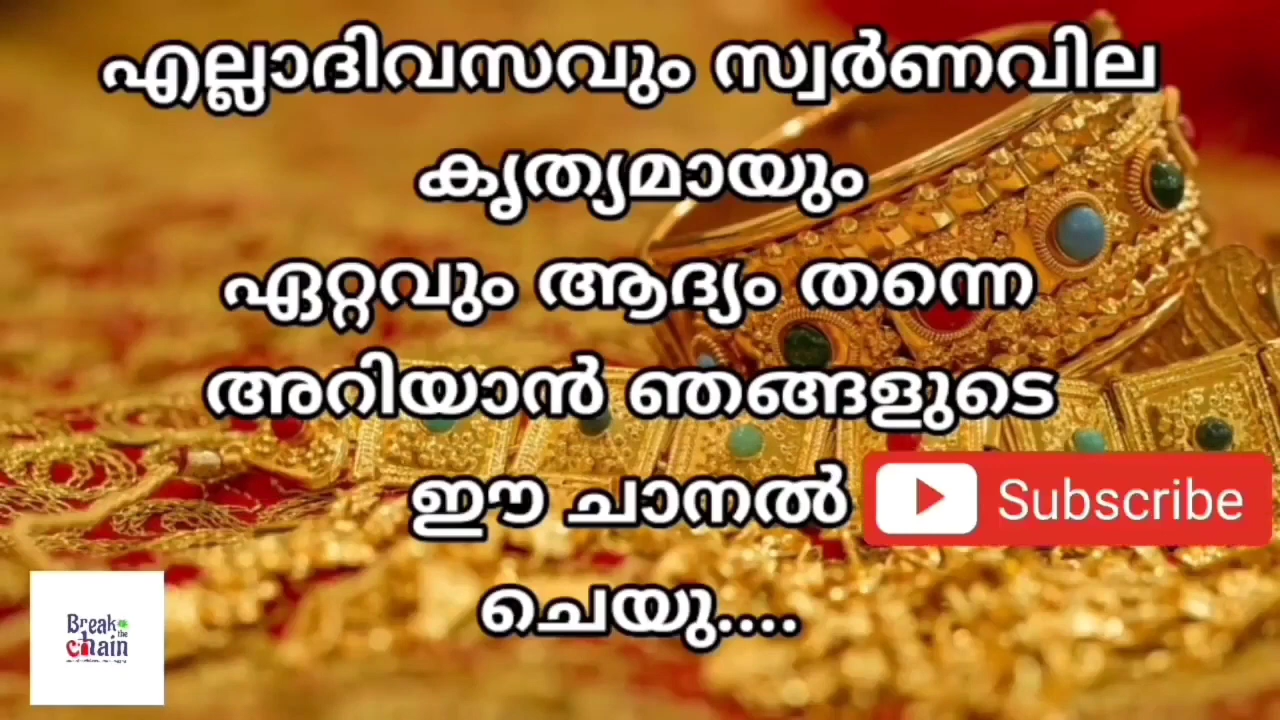 എല്ലാദിവസവും സ്വർണവില
കൃത്യമായും
ഏറ്റവും ആദ്യം തന്നെ
അറിയാൻ ഞങ്ങളുടെ
ഈ ചാനൽ Subscribe
ചെയു....
Break the
chain